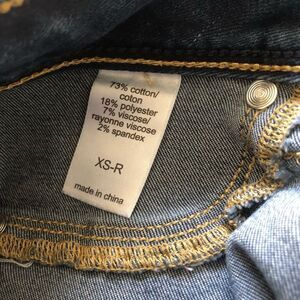 73% cotton/
coton
18% polyester
7% viscose/
rayonne viscose
2% spandex
XS-R
made in china